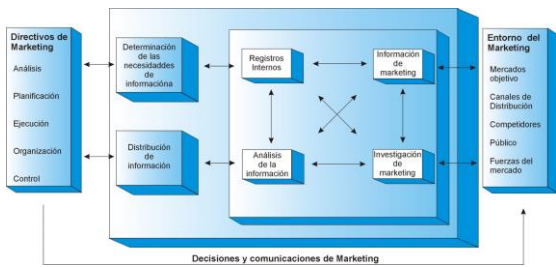 Directivos de
Marketing
Análisis
Planificación
Ejecución
Organización
Control
Determinación
de las
necesidaddes de
informacióna
Distribución
de
información
Registros
Internos
Información
de
marketing
Análisis
de la
información
Investigación
de
marketing
Entorno del
Marketing
Mercados
objetivo
Canales de
Distribución
Competidores
Público
Fuerzas del
mercado
Decisiones y comunicaciones de Marketing